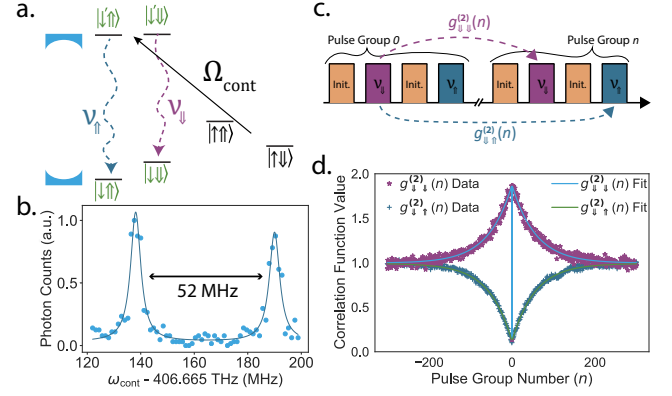 a.
|↓′⇑⟩ |↓′⇓⟩
Ω_cont
ν_⇑ ν_⇓
|↑⇑⟩
|↑⇓⟩
|↓⇑⟩ |↓⇓⟩
b.
Photon Counts (a.u.)
1.0
0.5
0.0
52 MHz
120 140 160 180 200
ω_cont - 406.665 THz (MHz)
c.
g^(2)_⇓⇓(n)
Pulse Group 0 Pulse Group n
Init. ν_⇓ Init. ν_⇑ Init. ν_⇓ Init. ν_⇑
g^(2)_⇓⇑(n)
d.
Correlation Function Value
2.0
1.5
1.0
0.5
0.0
g^(2)_⇓⇓(n) Data g^(2)_⇓⇓(n) Fit
g^(2)_⇓⇑(n) Data g^(2)_⇓⇑(n) Fit
−200 0 200
Pulse Group Number (n)